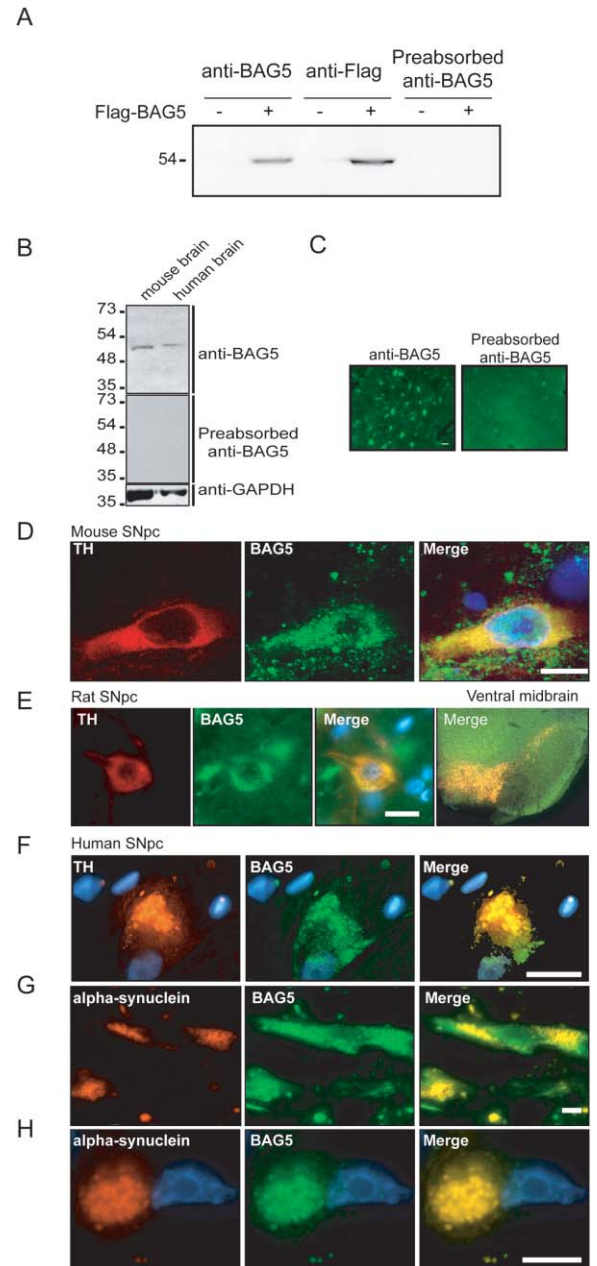 A
anti-BAG5 anti-Flag Preabsorbed anti-BAG5
Flag-BAG5 - + - + - +
54
B
mouse brain human brain
73
54
48
35
anti-BAG5
73
54
48
35
Preabsorbed anti-BAG5
35
anti-GAPDH
C
anti-BAG5 Preabsorbed anti-BAG5
D Mouse SNpc
TH BAG5 Merge
E Rat SNpc Ventral midbrain
TH BAG5 Merge Merge
F Human SNpc
TH BAG5 Merge
G
alpha-synuclein BAG5 Merge
H
alpha-synuclein BAG5 Merge